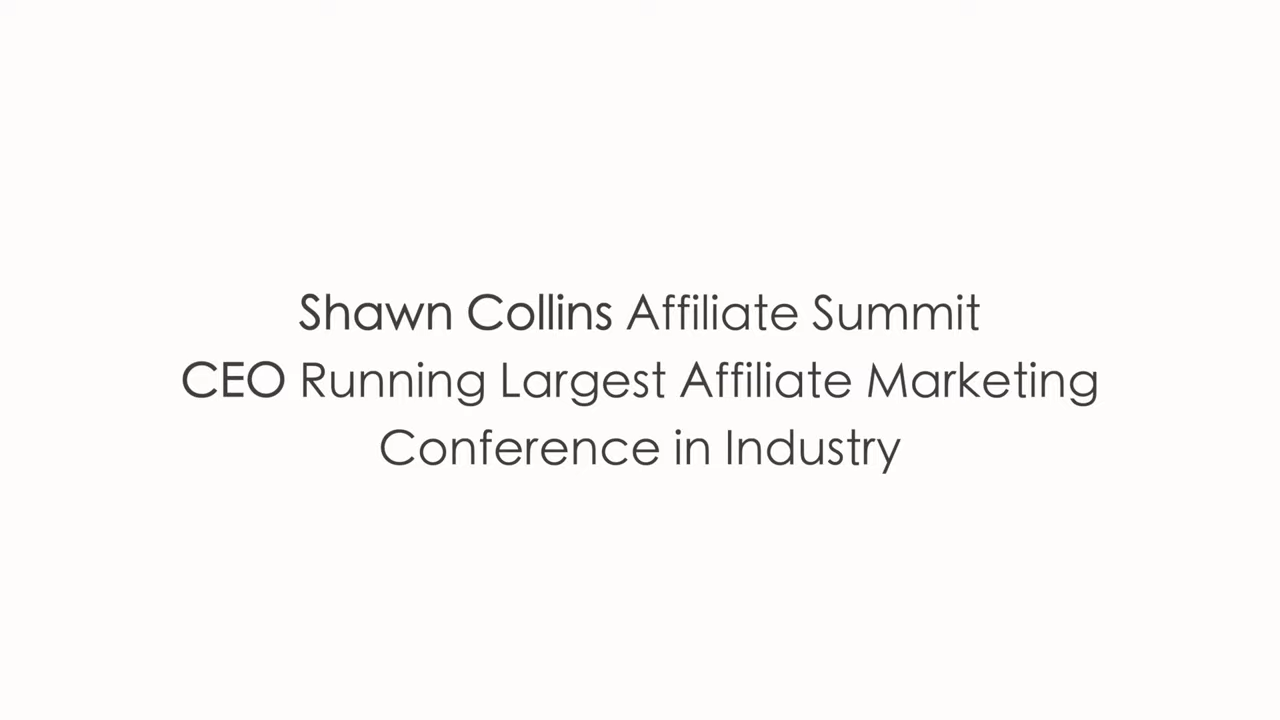 Shawn Collins Affiliate Summit
CEO Running Largest Affiliate Marketing
Conference in Industry